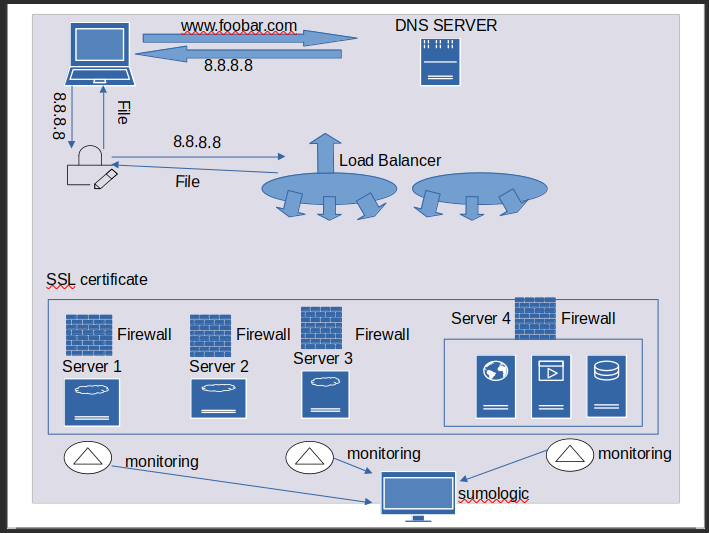 www.foobar.com
DNS SERVER
8.8.8.8
8.8.8.8
File
8.8.8.8
File
Load Balancer
SSL certificate
Firewall
Firewall
Firewall
Server 4
Firewall
Server 1
Server 2
Server 3
monitoring
monitoring
monitoring
sumologic